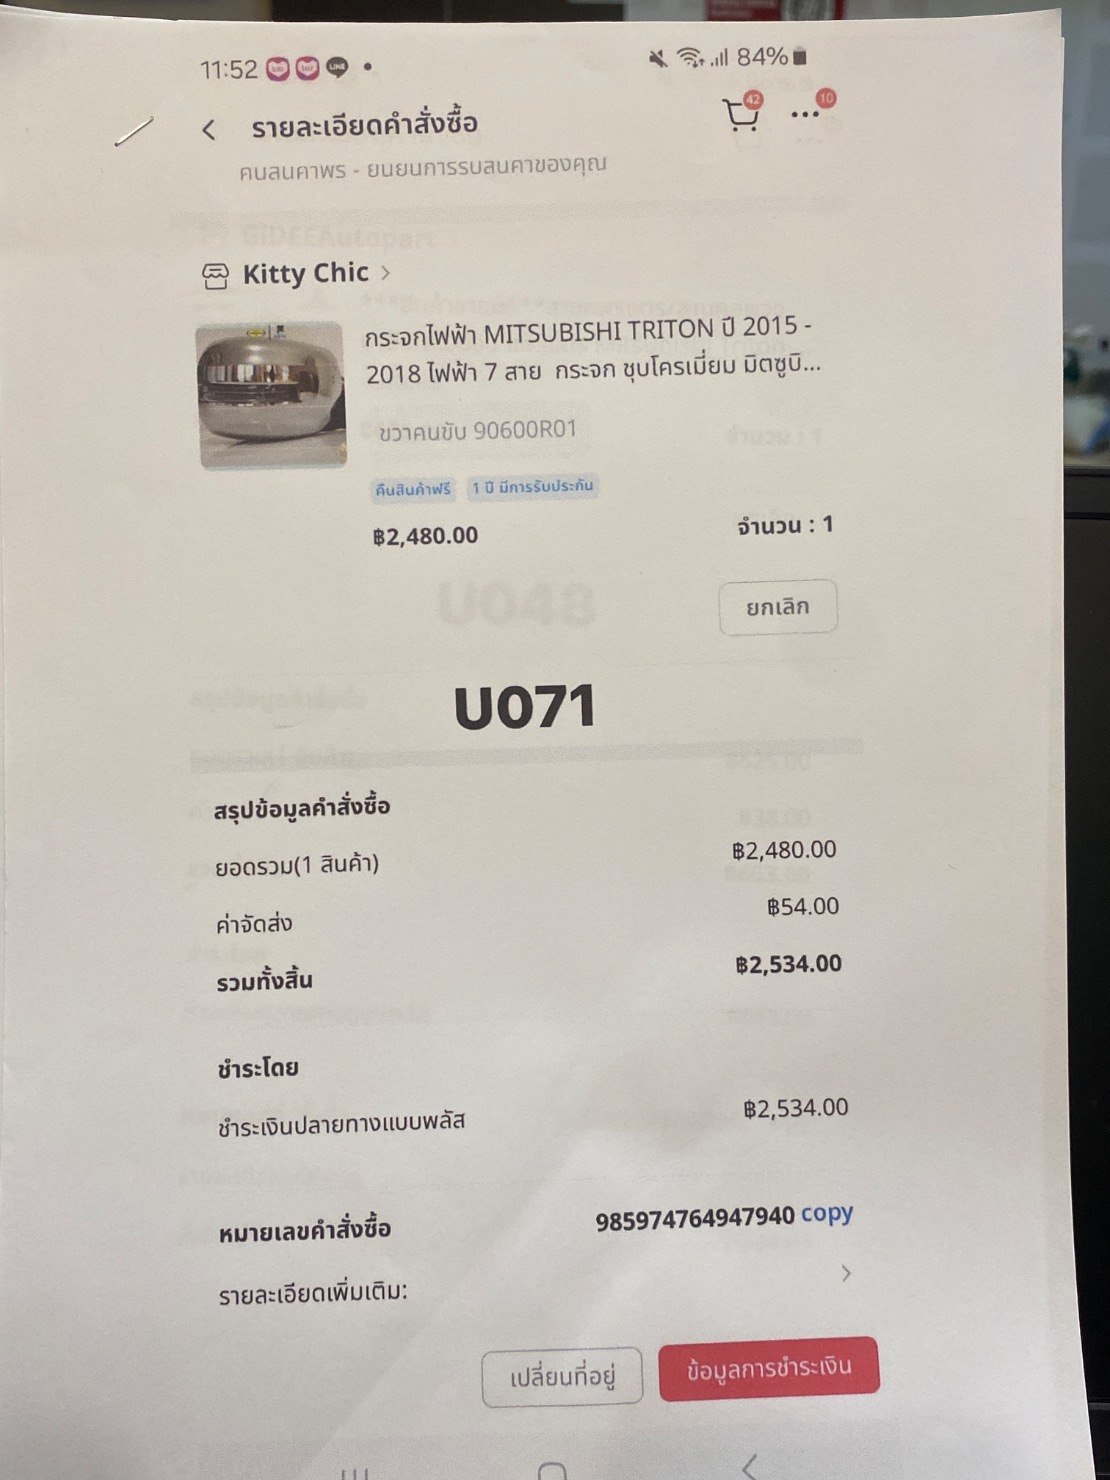 11:52
84%
รายละเอียดคำสั่งซื้อ
42
10
คนสนคาพร - ยนยนการรบสนคาของคุณ
Kitty Chic
กระจกไฟฟ้า MITSUBISHI TRITON ปี 2015 -
2018 ไฟฟ้า 7 สาย กระจก ชุบโครเมี่ยม มิตซูบิ...
ขวาคนขับ 90600R01
คืนสินค้าฟรี 1 ปี มีการรับประกัน
฿2,480.00
จำนวน : 1
U048
ยกเลิก
U071
สรุปข้อมูลคำสั่งซื้อ
ยอดรวม(1 สินค้า) ฿2,480.00
ค่าจัดส่ง ฿54.00
รวมทั้งสิ้น ฿2,534.00
ชำระโดย
ชำระเงินปลายทางแบบพลัส ฿2,534.00
หมายเลขคำสั่งซื้อ 985974764947940 copy
รายละเอียดเพิ่มเติม:
เปลี่ยนที่อยู่ ข้อมูลการชำระเงิน